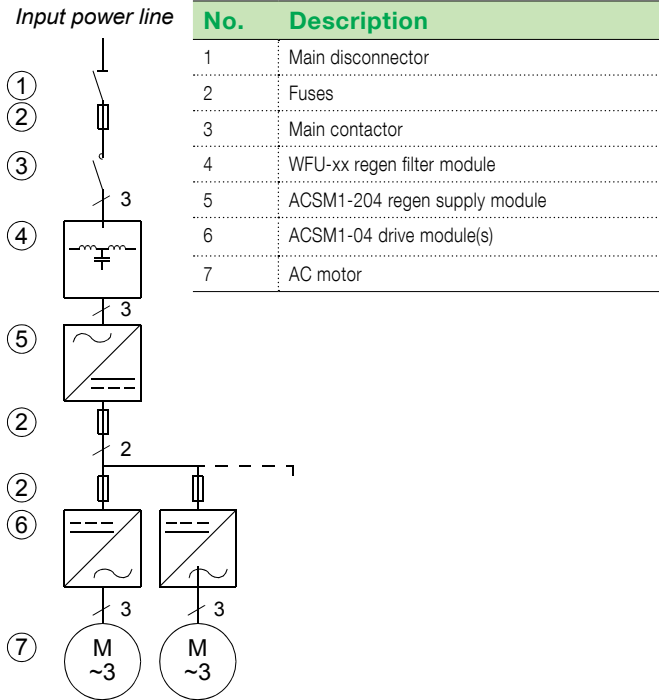 Input power line
No. Description
1 Main disconnector
2 Fuses
3 Main contactor
4 WFU-xx regen filter module
5 ACSM1-204 regen supply module
6 ACSM1-04 drive module(s)
7 AC motor
1
2
3
3
4
3
5
2
2
2
6
3 3
7
M M
~3 ~3